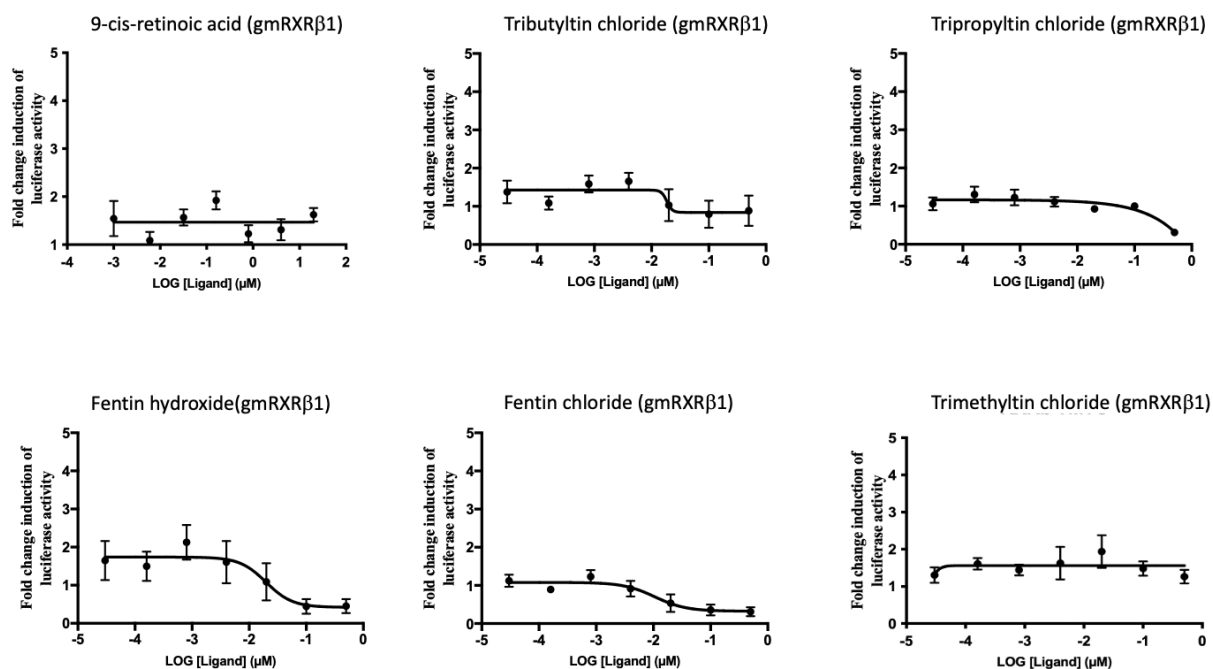 9-cis-retinoic acid (gmRXRβ1)
Fold change induction of
luciferase activity
5
4
3
2
1
-4 -3 -2 -1 0 1 2
LOG [Ligand] (µM)
Tributyltin chloride (gmRXRβ1)
Fold change induction of
luciferase activity
5
4
3
2
1
0
-5 -4 -3 -2 -1 0
LOG [Ligand] (µM)
Tripropyltin chloride (gmRXRβ1)
Fold change induction of
luciferase activity
5
4
3
2
1
0
-5 -4 -3 -2 -1 0
LOG [Ligand] (µM)
Fentin hydroxide(gmRXRβ1)
Fold change induction of
luciferase activity
5
4
3
2
1
0
-5 -4 -3 -2 -1 0
LOG [Ligand] (µM)
Fentin chloride (gmRXRβ1)
Fold change induction of
luciferase activity
5
4
3
2
1
0
-5 -4 -3 -2 -1 0
LOG [Ligand] (µM)
Trimethyltin chloride (gmRXRβ1)
Fold change induction of
luciferase activity
5
4
3
2
1
0
-5 -4 -3 -2 -1 0
LOG [Ligand] (µM)